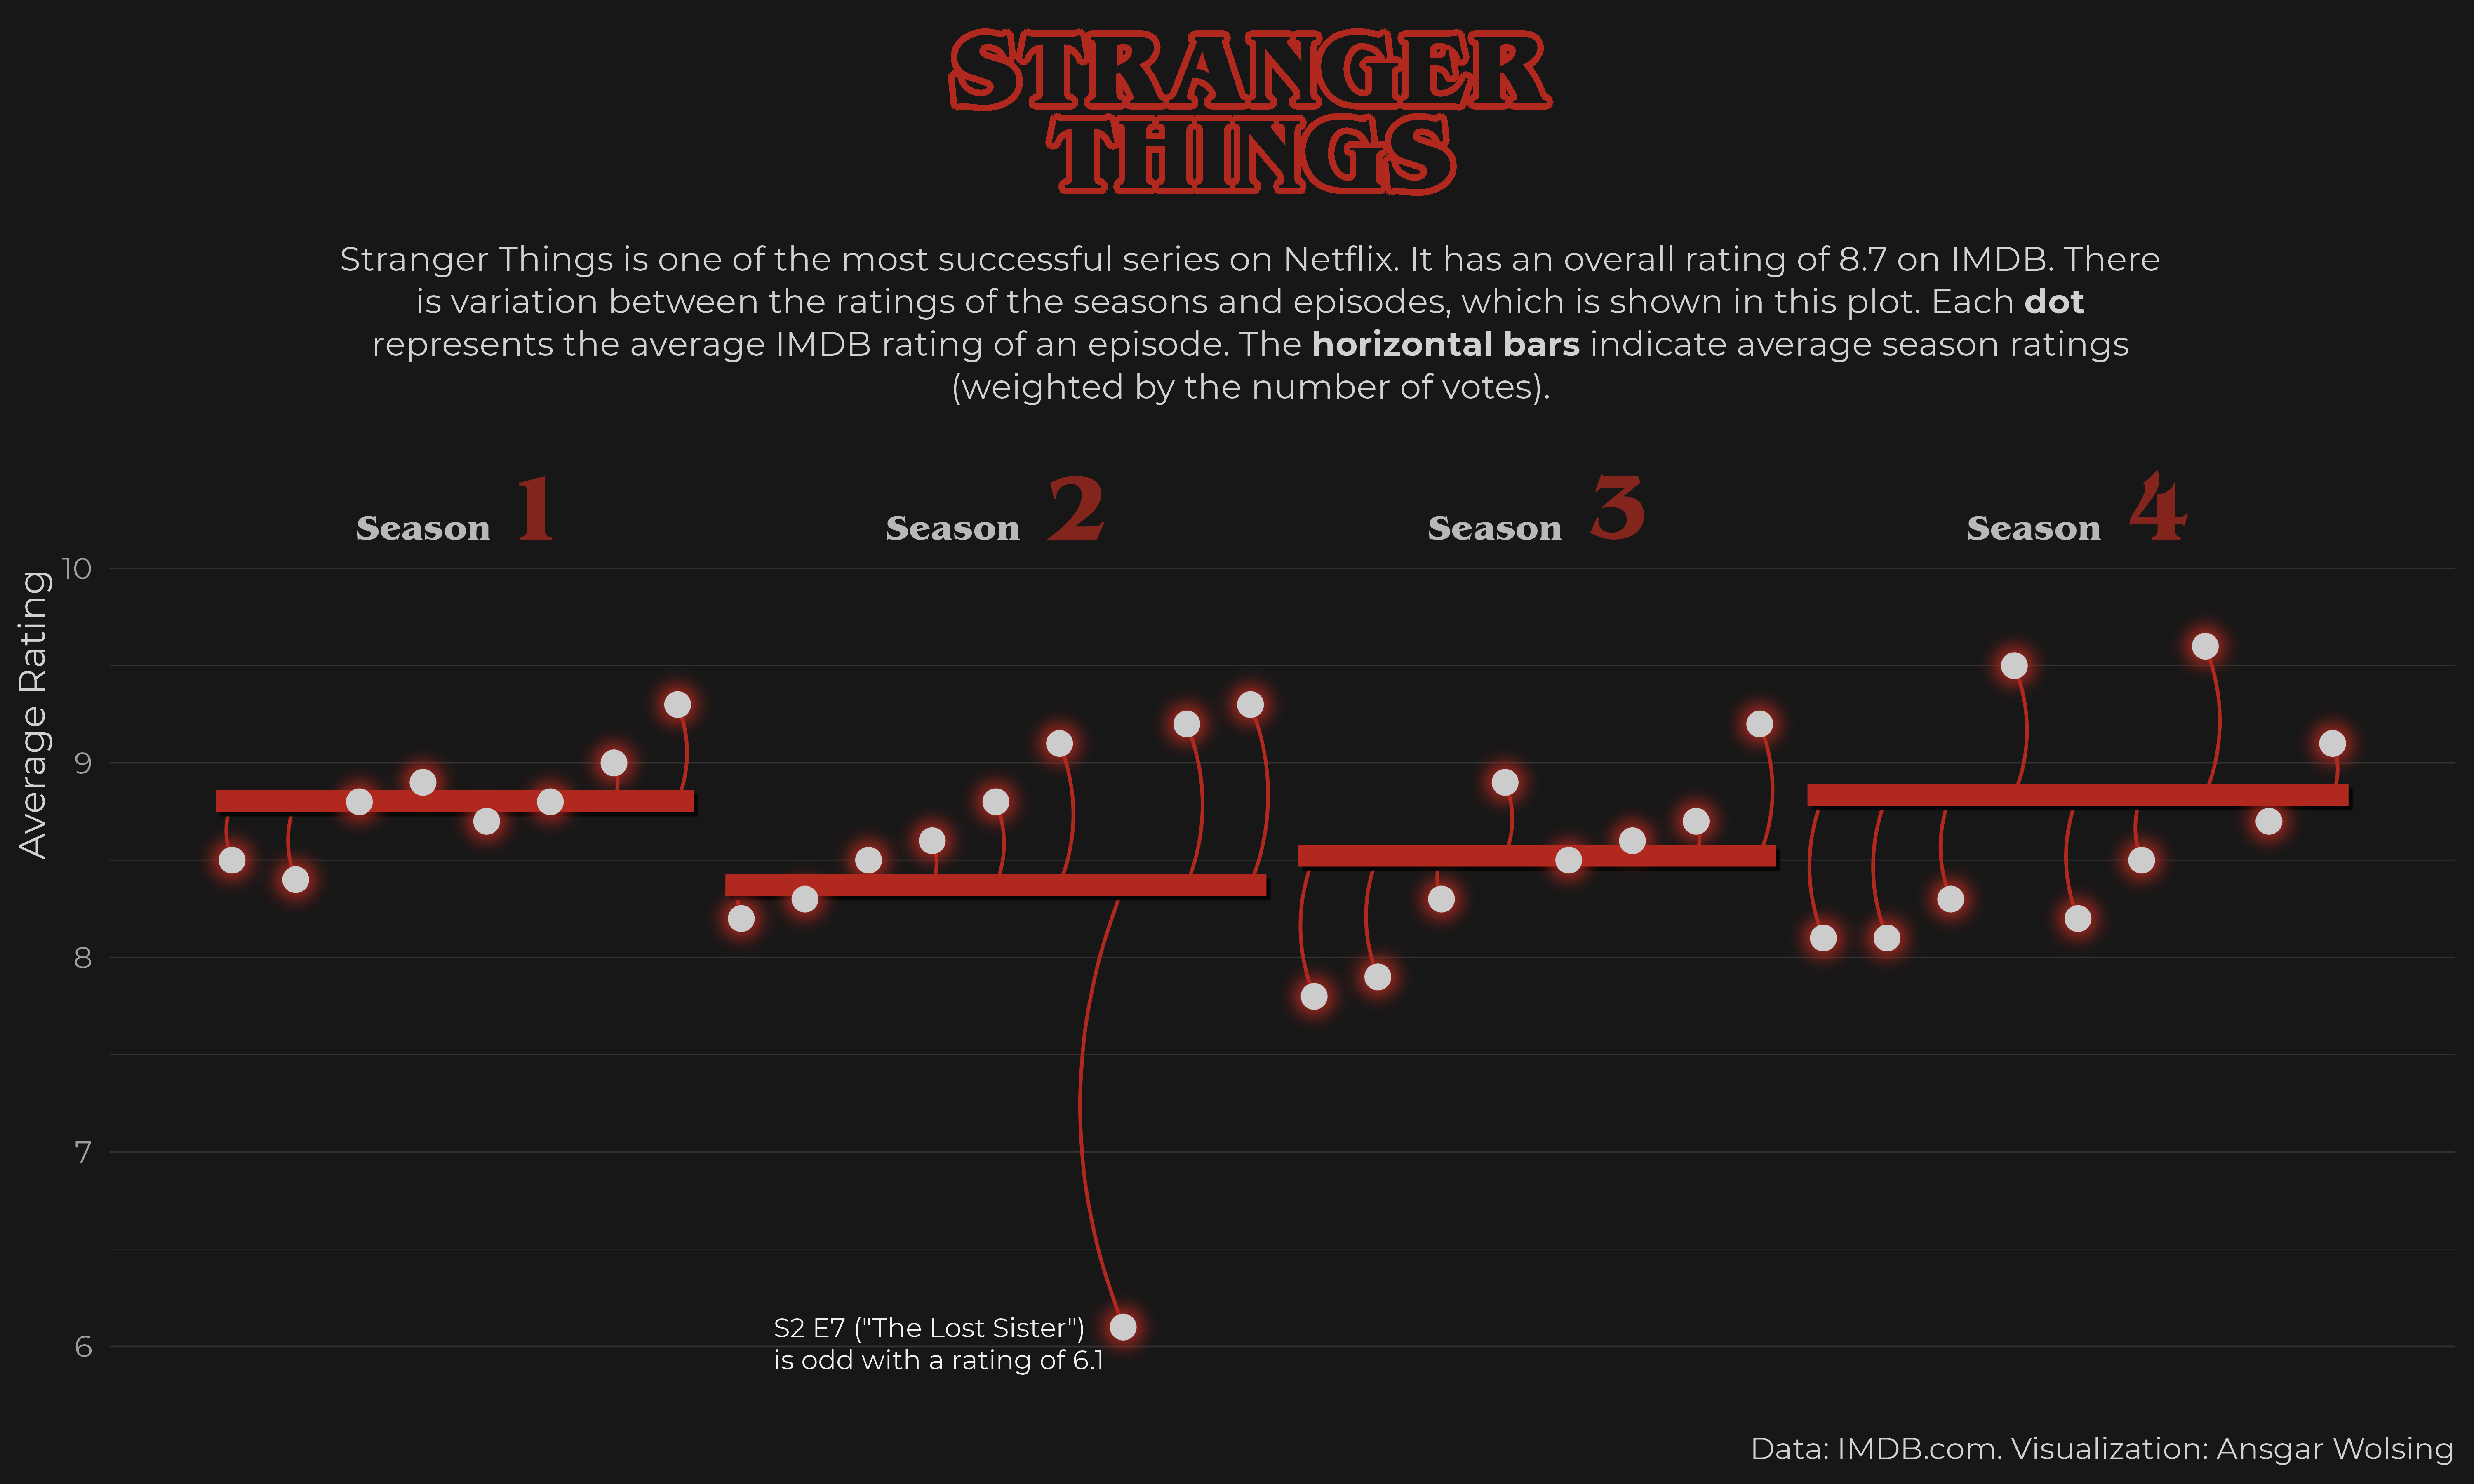 STRANGER
THINGS
Stranger Things is one of the most successful series on Netflix. It has an overall rating of 8.7 on IMDB. There
is variation between the ratings of the seasons and episodes, which is shown in this plot. Each dot
represents the average IMDB rating of an episode. The horizontal bars indicate average season ratings
(weighted by the number of votes).
Season 1
Season 2
Season 3
Season 4
Average Rating
10
9
8
7
6
S2 E7 ("The Lost Sister")
is odd with a rating of 6.1
Data: IMDB.com. Visualization: Ansgar Wolsing